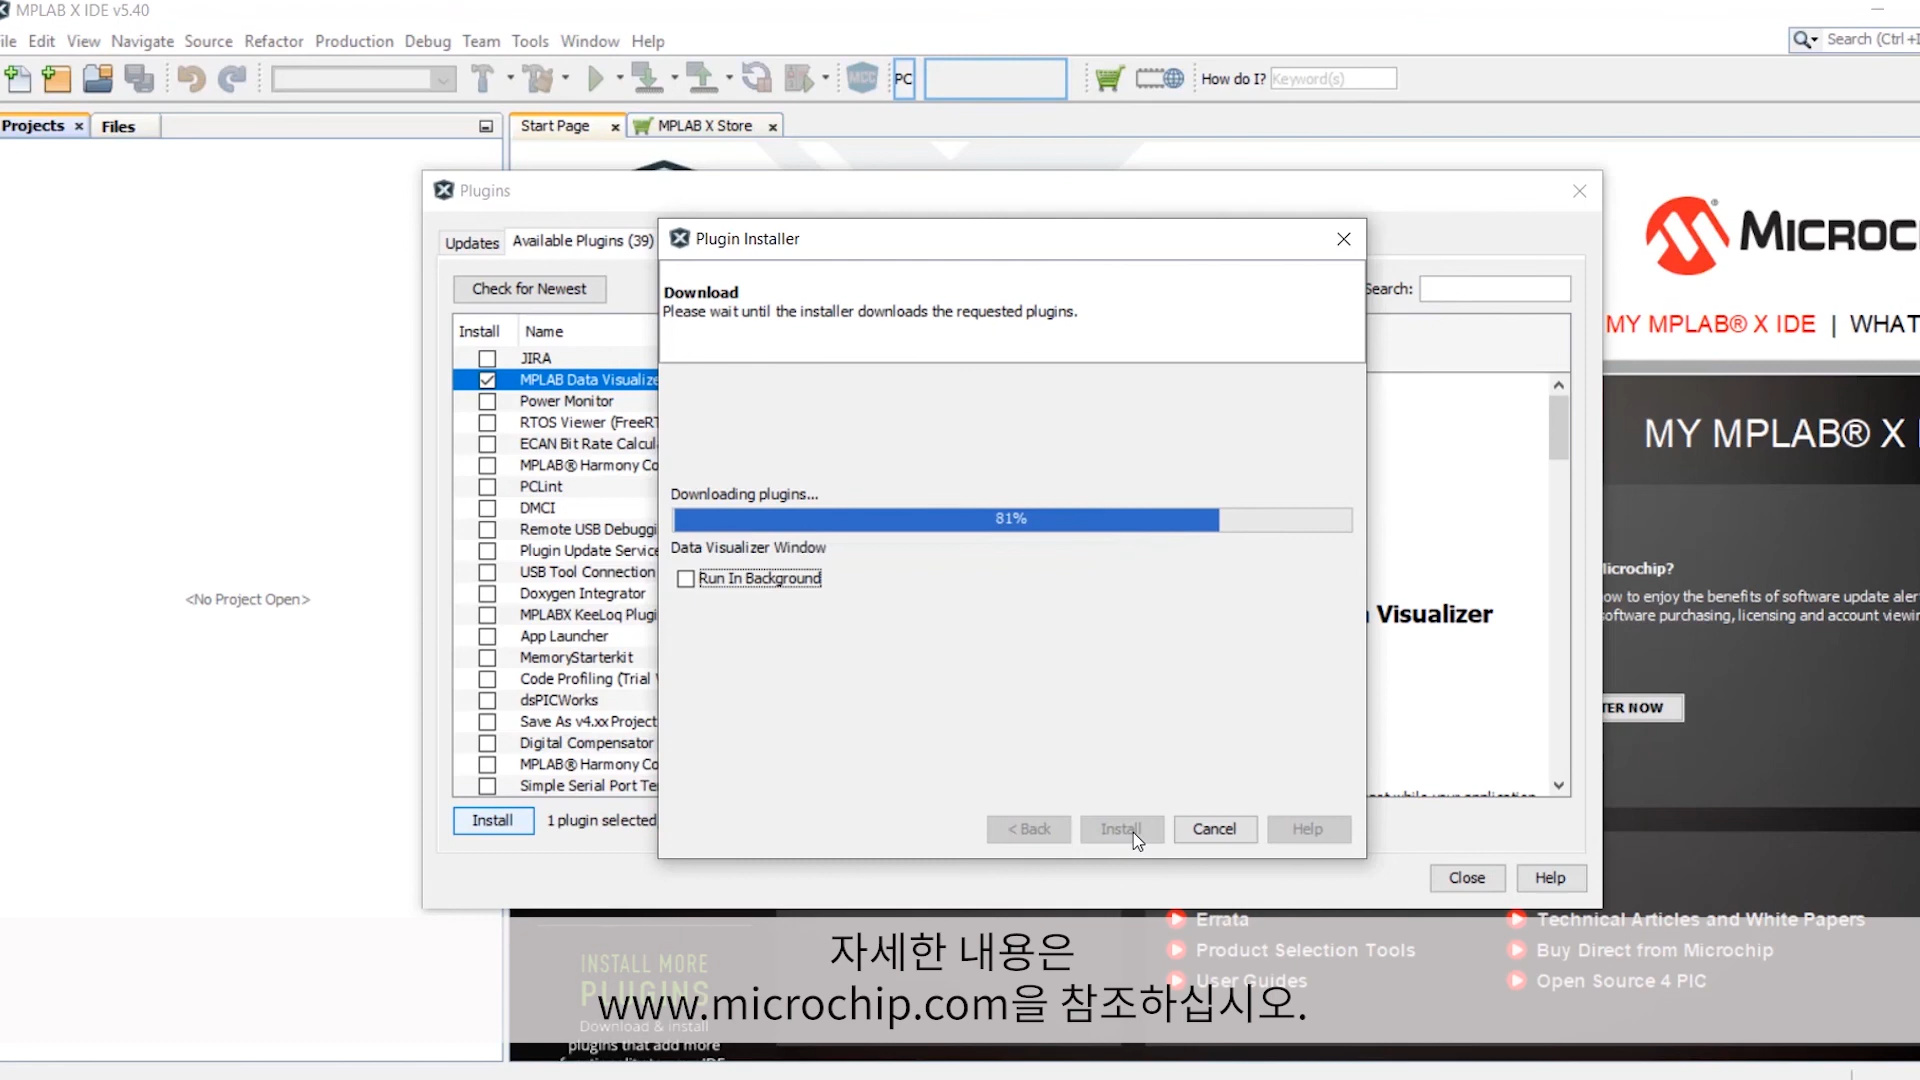 MPLAB X IDE v5.40
ile Edit View Navigate Source Refactor Production Debug Team Tools Window Help
Search (Ctrl+I
PC
How do I? Keyword(s)
Projects Files
Start Page MPLAB X Store
Plugins
Updates Available Plugins (39)
Plugin Installer
Check for Newest
Search:
Download
Please wait until the installer downloads the requested plugins.
Install Name
JIRA
MPLAB Data Visualize
Power Monitor
RTOS Viewer (FreeRT
ECAN Bit Rate Calcul
MPLAB® Harmony Co
PCLint
DMCI
Remote USB Debuggi
Plugin Update Service
USB Tool Connection
Doxygen Integrator
MPLABX KeeLoq Plugi
App Launcher
MemoryStarterkit
Code Profiling (Trial
dsPICWorks
Save As v4.xx Project
Digital Compensator
MPLAB® Harmony Co
Simple Serial Port Te
Downloading plugins...
81%
Data Visualizer Window
Run In Background
Visualizer
< Back Install Cancel Help
Install 1 plugin selected
Close Help
<No Project Open>
MICROC
MY MPLAB® X IDE | WHAT
MY MPLAB® X
icrochip?
ow to enjoy the benefits of software update aler
software purchasing, licensing and account viewin
TER NOW
Errata
Product Selection Tools
User Guides
Technical Articles and White Papers
Buy Direct from Microchip
Open Source 4 PIC
INSTALL MORE
PLUGINS
Download & install
plugins that add more
자세한 내용은
www.microchip.com을 참조하십시오.